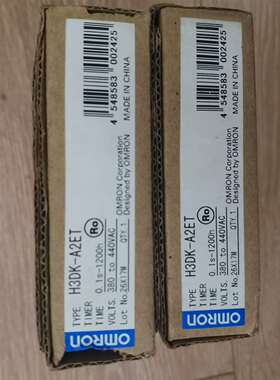 4 548583 002425
MADE IN CHINA
OMRON Corporation
Designed by OMRON
TYPE H3DK-A2ET
TIMER
TIME 0.1s-1200h
VOLTS. 380 to 440VAC
Lot No. 26X17M QTY. 1
OMRON
4 548583 002425
MADE IN CHINA
OMRON Corporation
Designed by OMRON
TYPE H3DK-A2ET
TIMER
TIME 0.1s-1200h
VOLTS. 380 to 440VAC
Lot No. 26X17M QTY. 1
OMRON